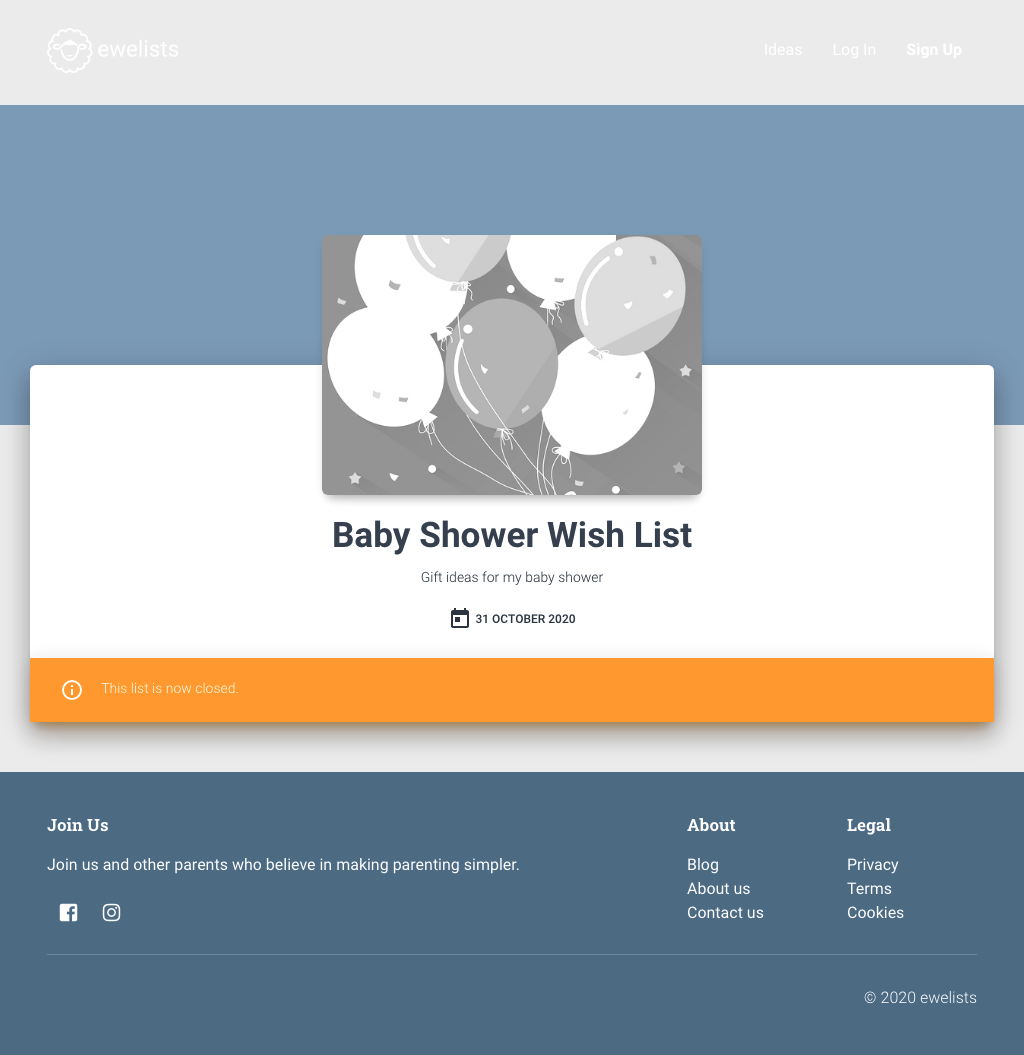 ewelists
Ideas
Log In
Sign Up
Baby Shower Wish List
Gift ideas for my baby shower
31 OCTOBER 2020
This list is now closed.
Join Us
Join us and other parents who believe in making parenting simpler.
About
Blog
About us
Contact us
Legal
Privacy
Terms
Cookies
© 2020 ewelists